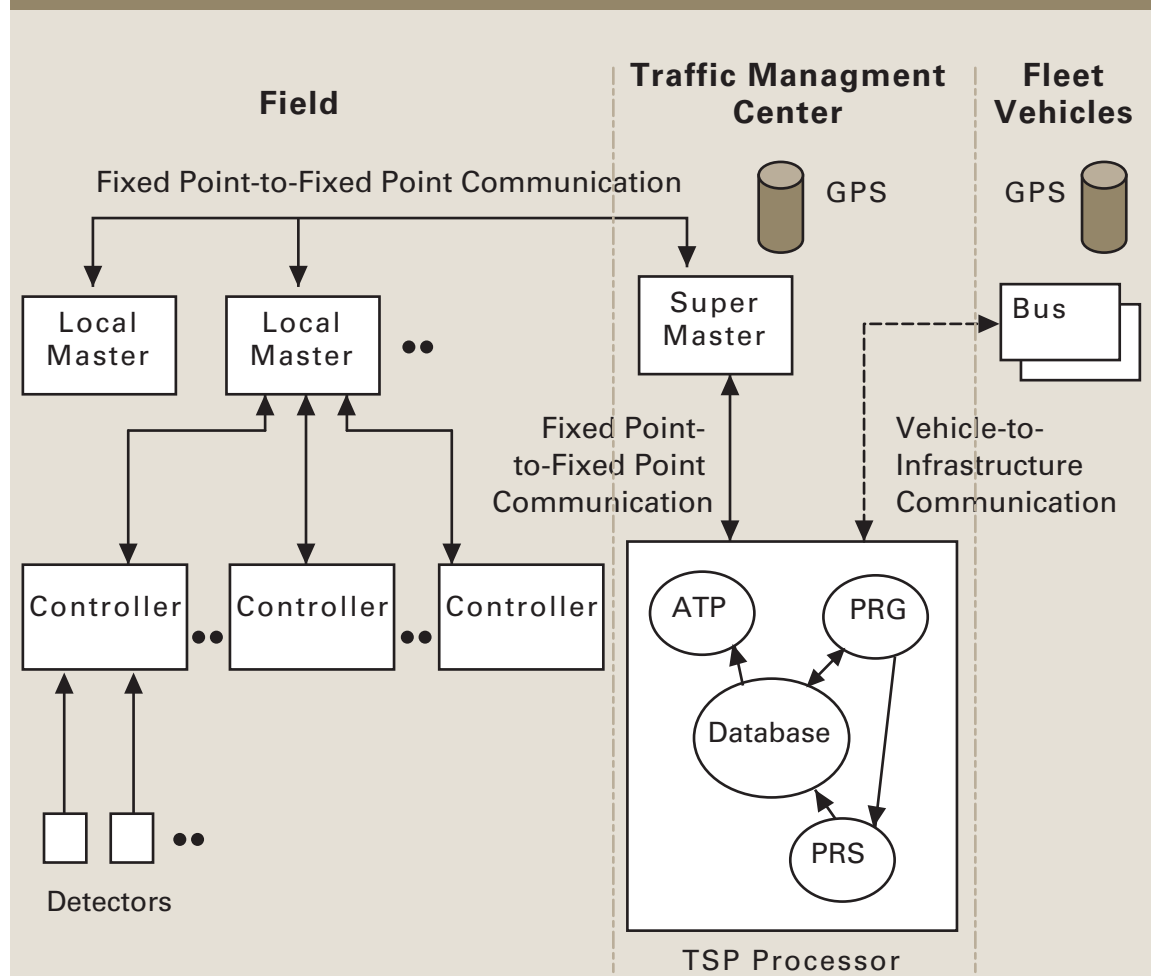 Field
Traffic Managment
Center
Fleet
Vehicles
Fixed Point-to-Fixed Point Communication
GPS
GPS
Local
Master
Local
Master
Super
Master
Bus
Fixed Point-
to-Fixed Point
Communication
Vehicle-to-
Infrastructure
Communication
Controller
Controller
Controller
ATP
PRG
Database
PRS
Detectors
TSP Processor